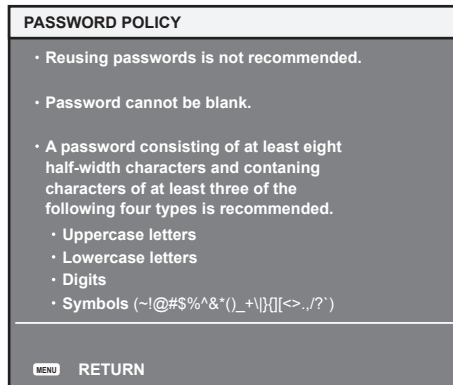 PASSWORD POLICY
・Reusing passwords is not recommended.
・Password cannot be blank.
・A password consisting of at least eight
half-width characters and contaning
characters of at least three of the
following four types is recommended.
・Uppercase letters
・Lowercase letters
・Digits
・Symbols (~!@#$%^&*()_+\|}{][<>.,/?`)
MENU RETURN